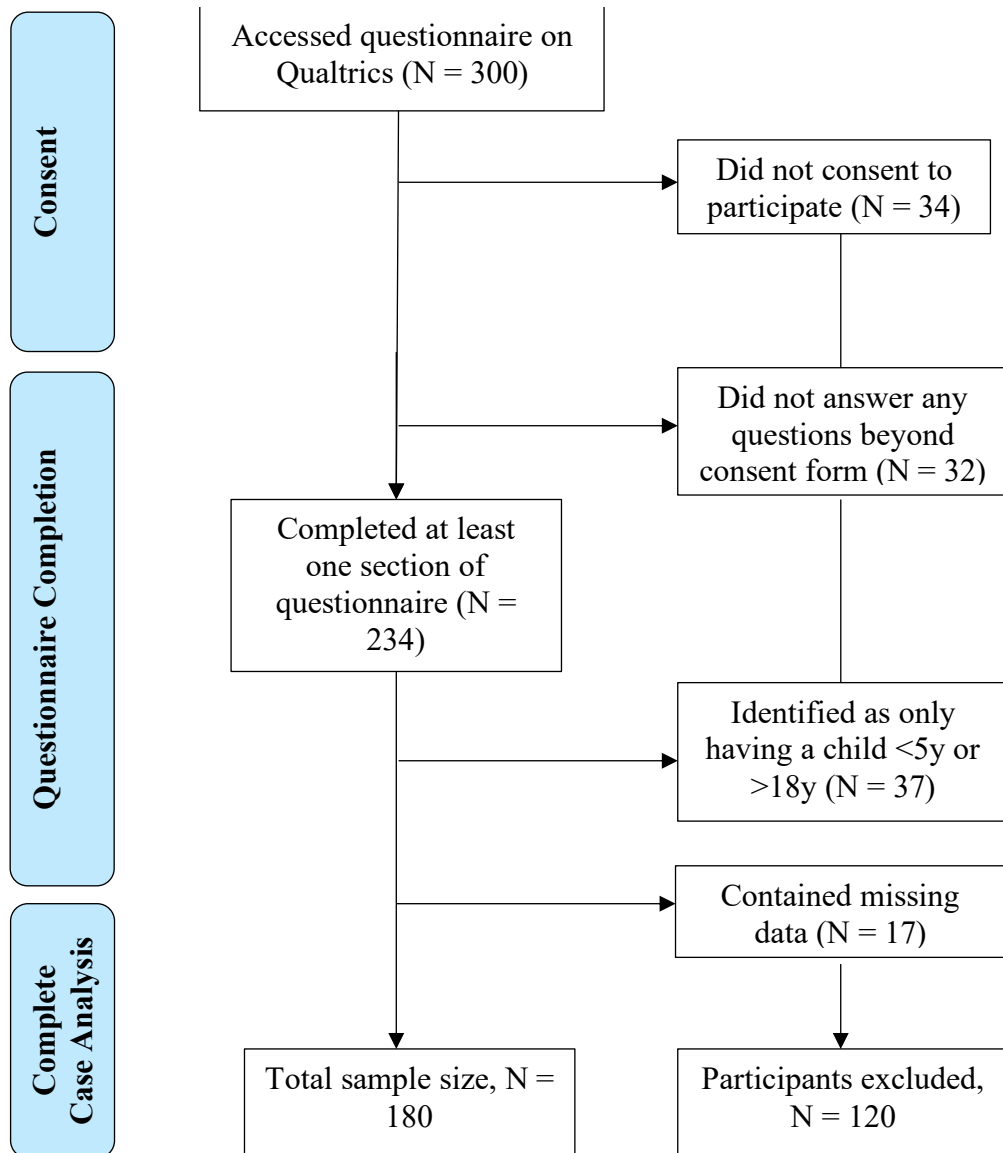 Consent
Accessed questionnaire on
Qualtrics (N = 300)
Did not consent to
participate (N = 34)
Questionnaire Completion
Did not answer any
questions beyond
consent form (N = 32)
Completed at least
one section of
questionnaire (N =
234)
Identified as only
having a child <5y or
>18y (N = 37)
Complete
Case Analysis
Contained missing
data (N = 17)
Total sample size, N =
180
Participants excluded,
N = 120